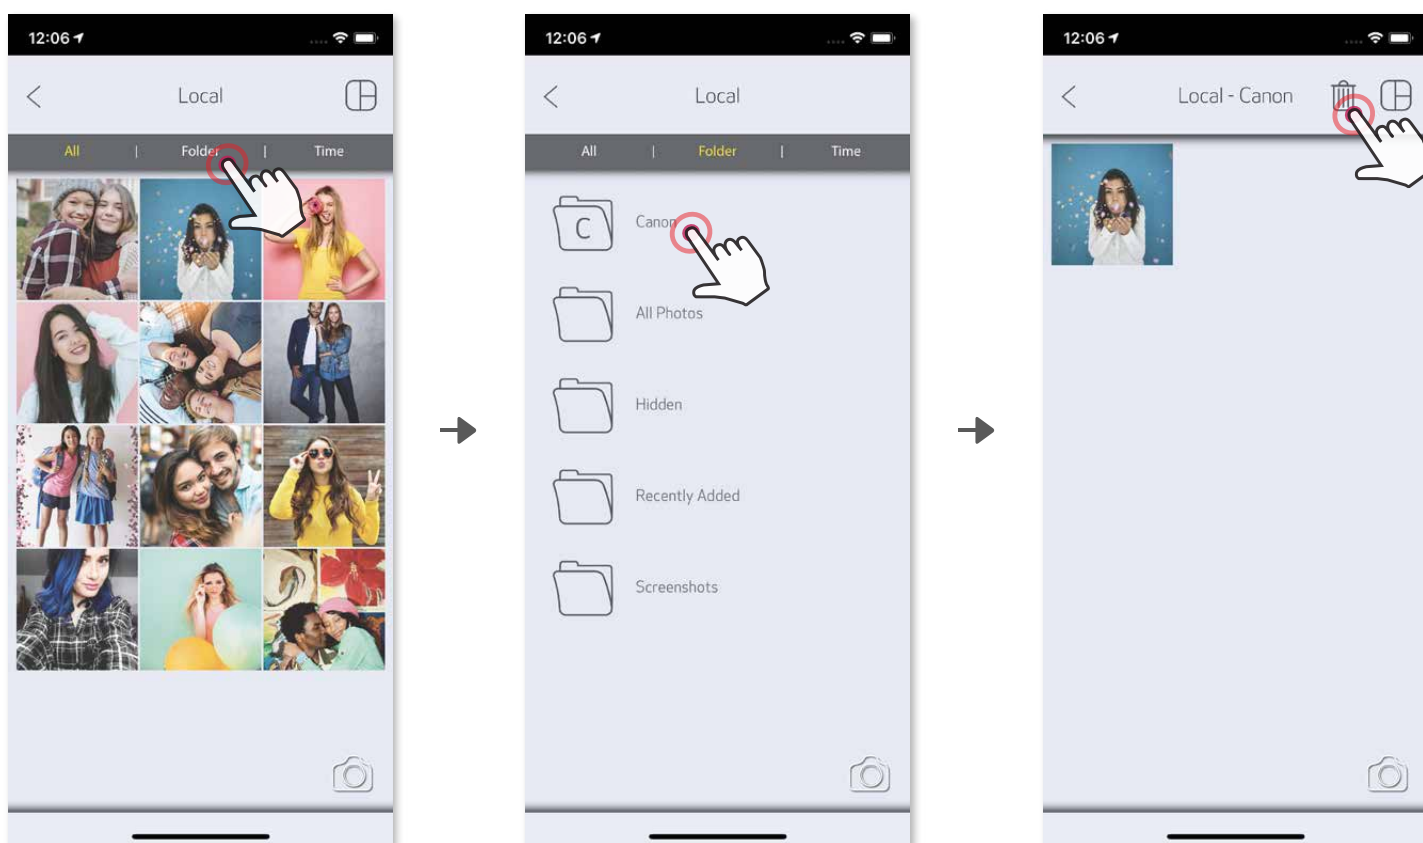 12:06
Local
All | Folder | Time
12:06
Local
All | Folder | Time
C Canon
All Photos
Hidden
Recently Added
Screenshots
12:06
Local - Canon